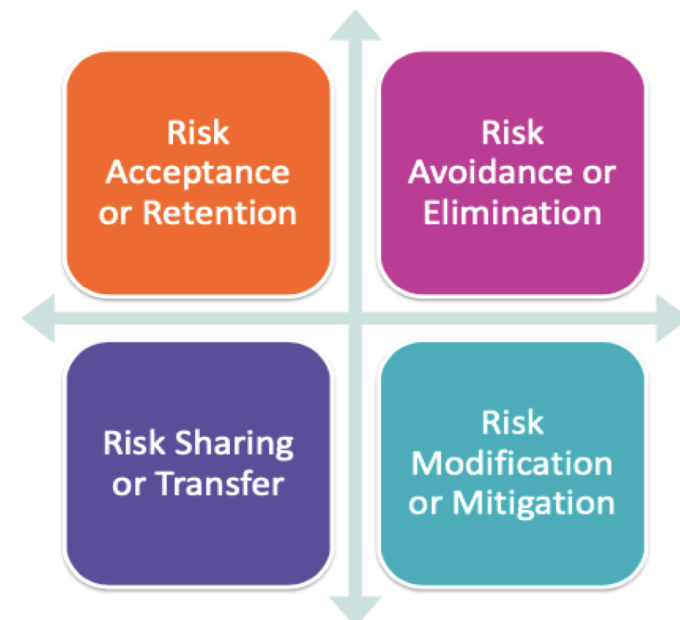 Risk
Acceptance
or Retention
Risk
Avoidance or
Elimination
Risk Sharing
or Transfer
Risk
Modification
or Mitigation